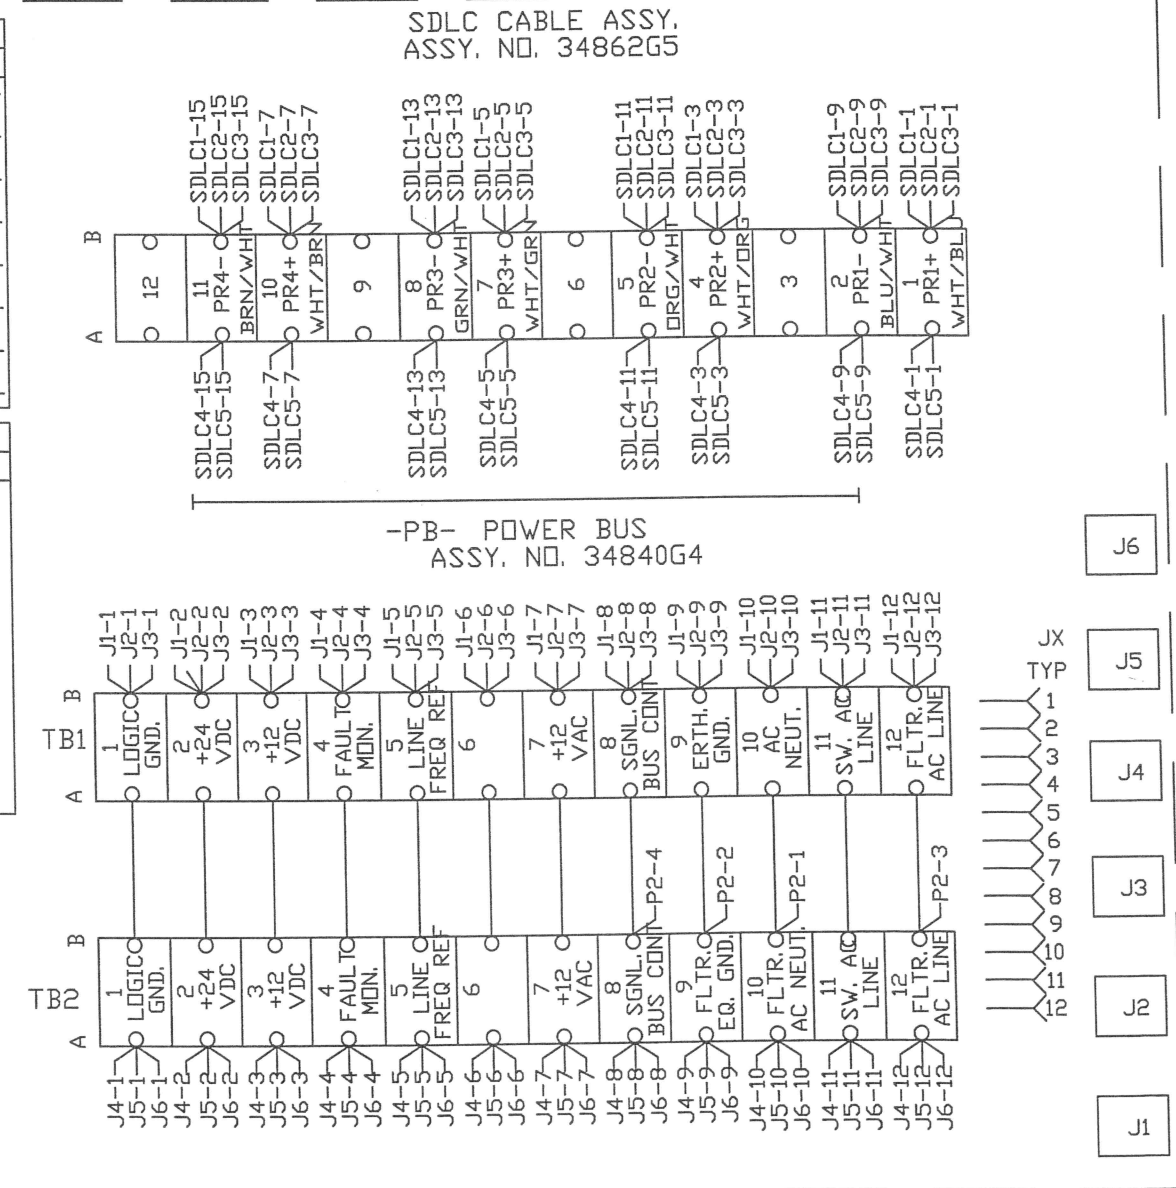 SDLC CABLE ASSY.
ASSY. NO. 34862G5
SDLC1-15
SDLC2-15
SDLC3-15
SDLC1-7
SDLC2-7
SDLC3-7
SDLC1-13
SDLC2-13
SDLC3-13
SDLC1-5
SDLC2-5
SDLC3-5
SDLC1-11
SDLC2-11
SDLC3-11
SDLC1-3
SDLC2-3
SDLC3-3
SDLC1-9
SDLC2-9
SDLC3-9
SDLC1-1
SDLC2-1
SDLC3-1
B
A
12
11
PR4-
BRN/WHT
10
PR4+
WHT/BRN
9
8
PR3-
GRN/WHT
7
PR3+
WHT/GRN
6
5
PR2-
ORG/WHT
4
PR2+
WHT/ORG
3
2
PR1-
BLU/WHT
1
PR1+
WHT/BLU
SDLC4-15
SDLC5-15
SDLC4-7
SDLC5-7
SDLC4-13
SDLC5-13
SDLC4-5
SDLC5-5
SDLC4-11
SDLC5-11
SDLC4-3
SDLC5-3
SDLC4-9
SDLC5-9
SDLC4-1
SDLC5-1
-PB- POWER BUS
ASSY. NO. 34840G4
J1-1
J2-1
J3-1
J1-2
J2-2
J3-2
J1-3
J2-3
J3-3
J1-4
J2-4
J3-4
J1-5
J2-5
J3-5
J1-6
J2-6
J3-6
J1-7
J2-7
J3-7
J1-8
J2-8
J3-8
J1-9
J2-9
J3-9
J1-10
J2-10
J3-10
J1-11
J2-11
J3-11
J1-12
J2-12
J3-12
TB1
B
A
1
LOGIC
GND.
2
+24
VDC
3
+12
VDC
4
FAULT
MON.
5
LINE
FREQ REF
6
7
+12
VAC
8
SGNL.
BUS CONT
9
ERTH.
GND.
10
AC
NEUT.
11
SW. AC
LINE
12
FLTR.
AC LINE
P2-4
P2-2
P2-1
P2-3
TB2
B
A
1
LOGIC
GND.
2
+24
VDC
3
+12
VDC
4
FAULT
MON.
5
LINE
FREQ REF
6
7
+12
VAC
8
SGNL.
BUS CONT
9
FLTR.
EQ. GND.
10
FLTR.
AC NEUT.
11
SW. AC
LINE
12
FLTR.
AC LINE
J4-1
J5-1
J6-1
J4-2
J5-2
J6-2
J4-3
J5-3
J6-3
J4-4
J5-4
J6-4
J4-5
J5-5
J6-5
J4-6
J5-6
J6-6
J4-7
J5-7
J6-7
J4-8
J5-8
J6-8
J4-9
J5-9
J6-9
J4-10
J5-10
J6-10
J4-11
J5-11
J6-11
J4-12
J5-12
J6-12
JX
TYP
1
2
3
4
5
6
7
8
9
10
11
12
J6
J5
J4
J3
J2
J1